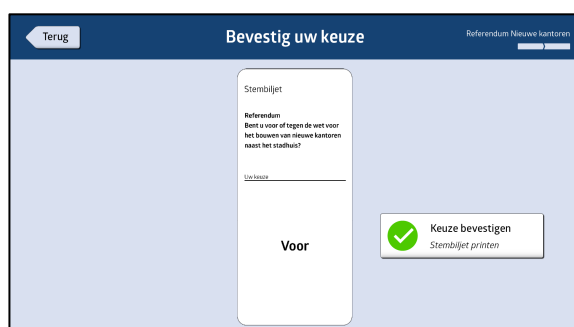 Terug
Bevestig uw keuze
Referendum Nieuwe kantoren
Stembiljet
Referendum
Bent u voor of tegen de wet voor
het bouwen van nieuwe kantoren
naast het stadhuis?
Uw keuze
Voor
Keuze bevestigen
Stembiljet printen